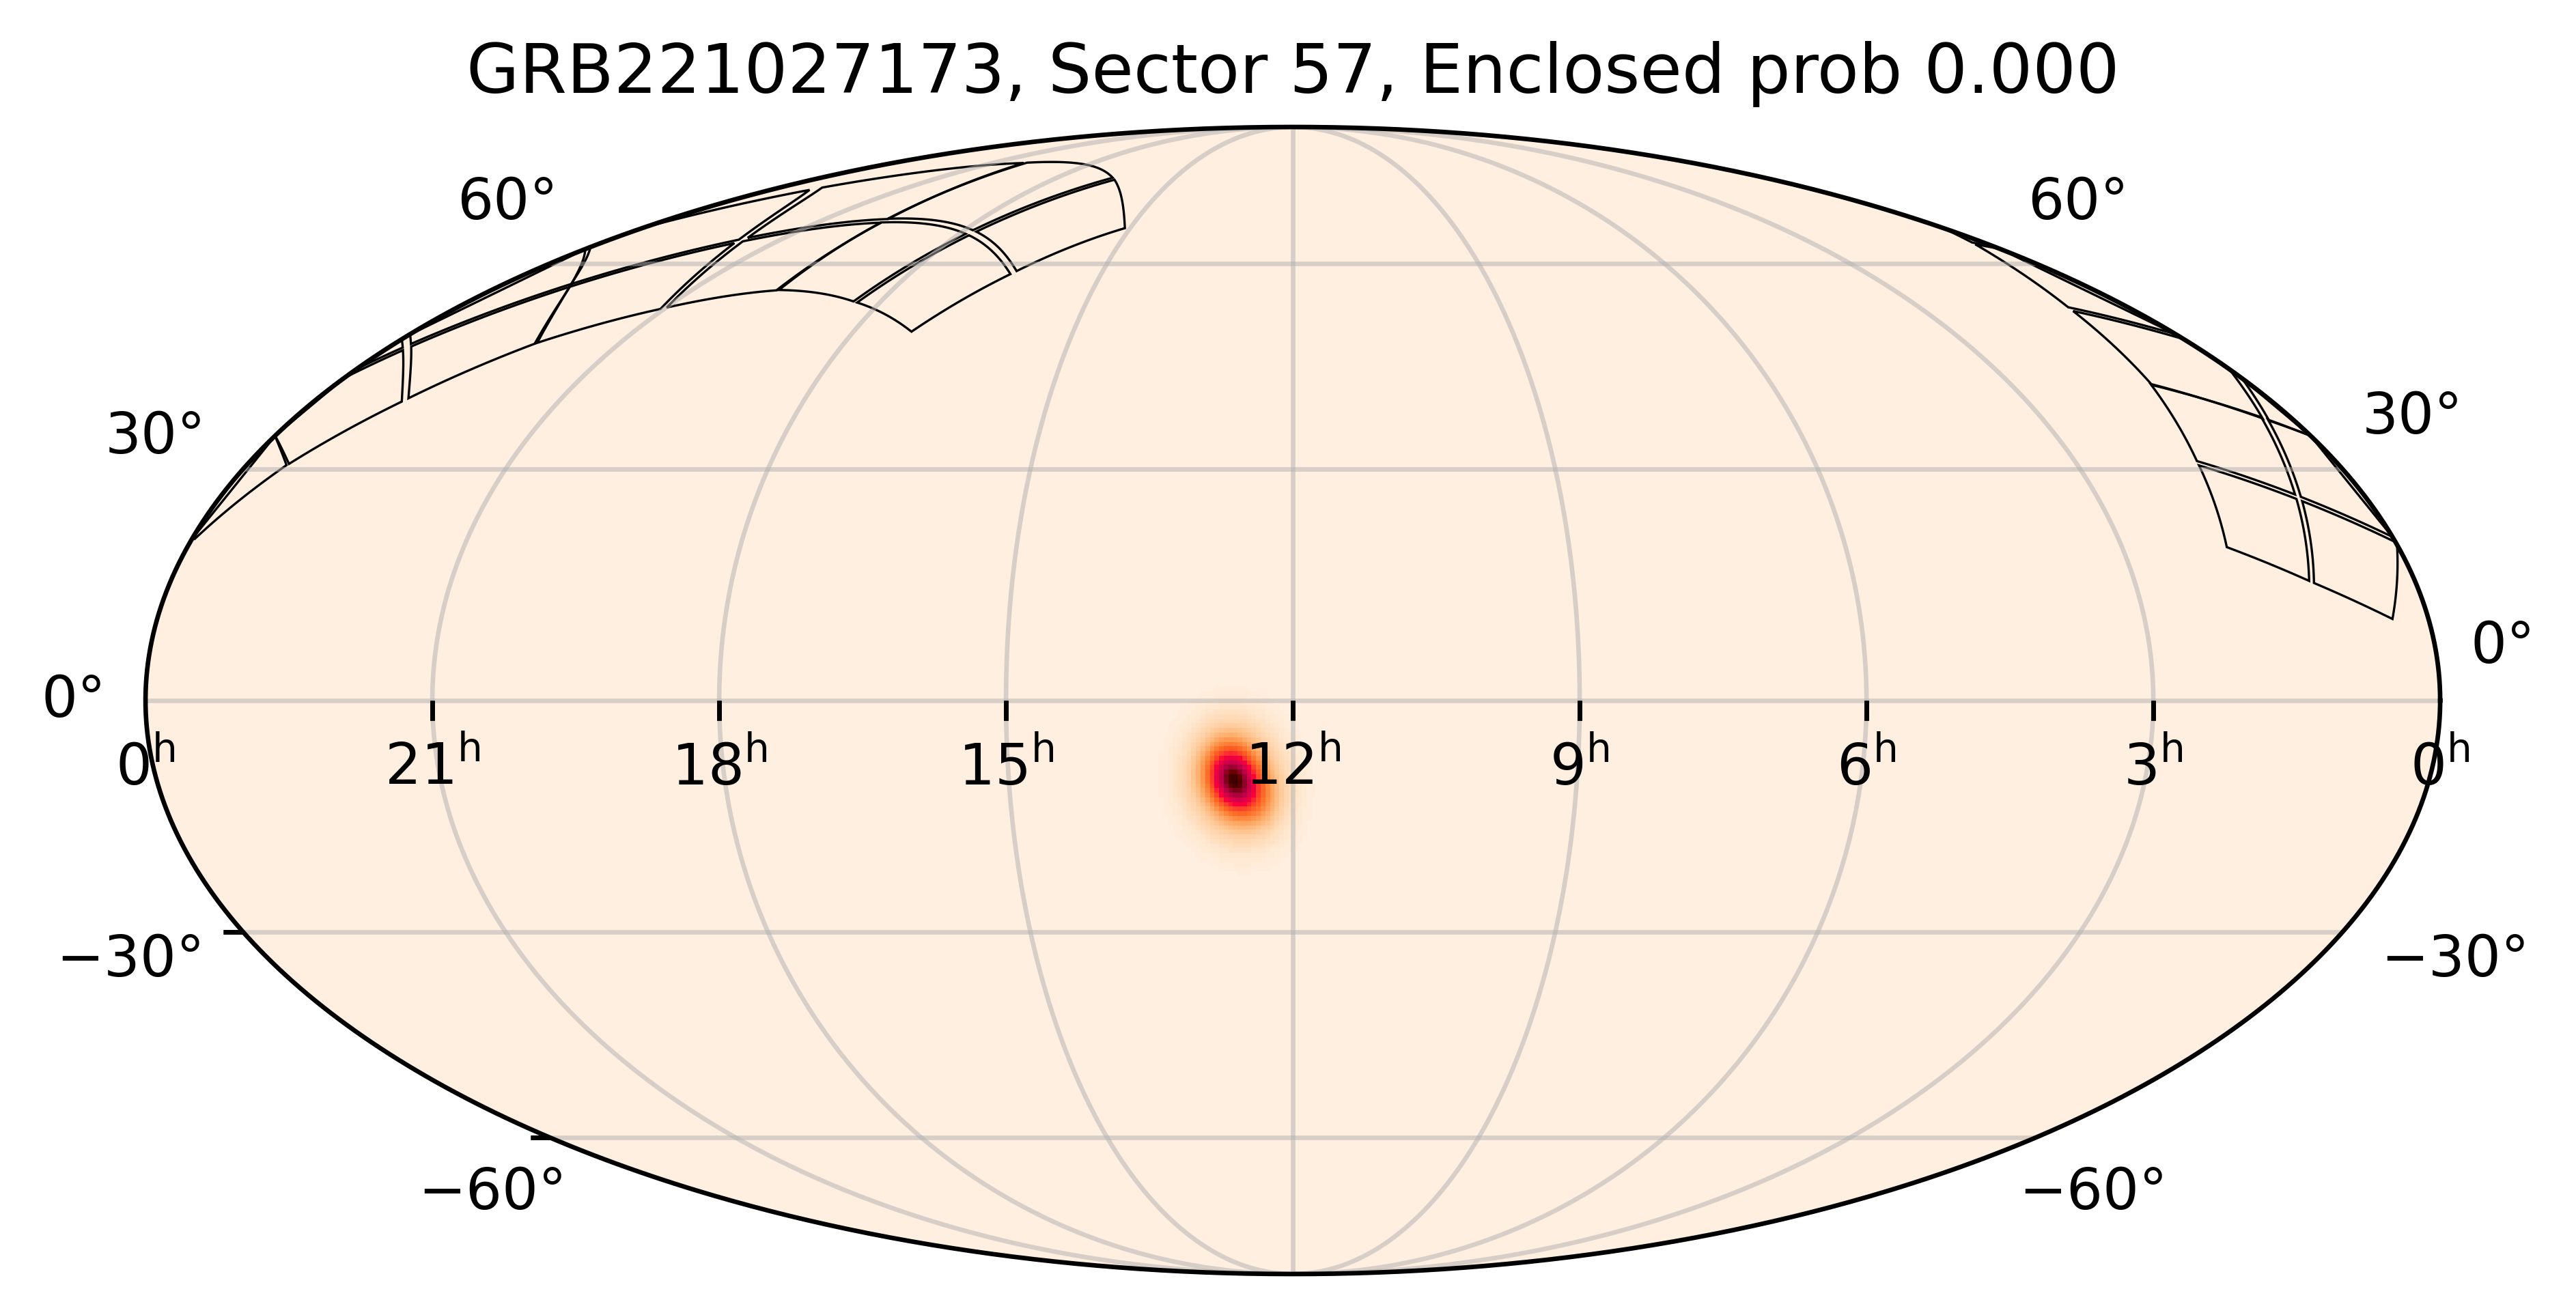 GRB221027173, Sector 57, Enclosed prob 0.000
60° 60°
30° 30°
0° 0°
0h 21h 18h 15h 12h 9h 6h 3h 0h
−30° −30°
−60° −60°